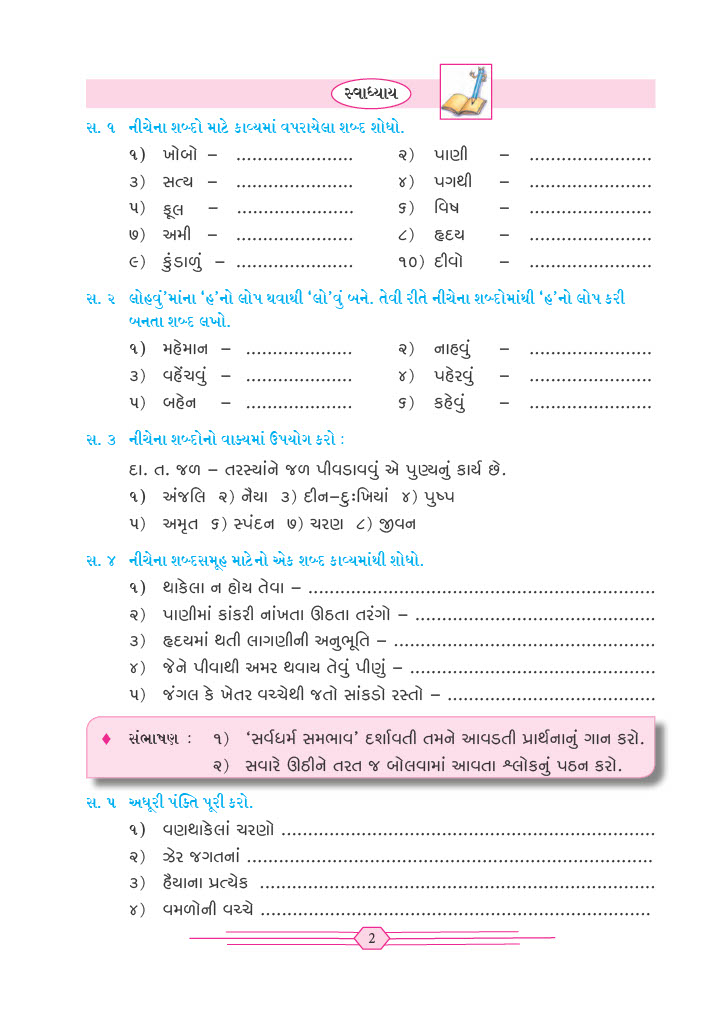 સ્વાધ્યાય
સ. ૧ નીચેના શબ્દો માટે કાવ્યમાં વપરાયેલા શબ્દ શોધો.
૧) ખોબો – ...................... ૨) પાણી – .......................
૩) સત્ય – ...................... ૪) પગથી – .......................
૫) ફૂલ – ...................... ૬) વિષ – .......................
૭) અમી – ...................... ૮) હૃદય – .......................
૯) કુંડાળું – ...................... ૧૦) દીવો – .......................
સ. ૨ લોહવું’માંના ‘હ’નો લોપ થવાથી ‘લો’વું બને. તેવી રીતે નીચેના શબ્દોમાંથી ‘હ’નો લોપ કરી
બનતા શબ્દ લખો.
૧) મહેમાન – .................... ૨) નાહવું – .......................
૩) વહેંચવું – .................... ૪) પહેરવું – .......................
૫) બહેન – .................... ૬) કહેવું – .......................
સ. ૩ નીચેના શબ્દોનો વાક્યમાં ઉપયોગ કરો :
દા. ત. જળ – તરસ્યાંને જળ પીવડાવવું એ પુણ્યનું કાર્ય છે.
૧) અંજલિ ૨) નૈયા ૩) દીન–દુઃખિયાં ૪) પુષ્પ
૫) અમૃત ૬) સ્પંદન ૭) ચરણ ૮) જીવન
સ. ૪ નીચેના શબ્દસમૂહ માટેનો એક શબ્દ કાવ્યમાંથી શોધો.
૧) થાકેલા ન હોય તેવા – .................................................................
૨) પાણીમાં કાંકરી નાંખતા ઊઠતા તરંગો – .............................................
૩) હૃદયમાં થતી લાગણીની અનુભૂતિ – .................................................
૪) જેને પીવાથી અમર થવાય તેવું પીણું – ..............................................
૫) જંગલ કે ખેતર વચ્ચેથી જતો સાંકડો રસ્તો – .......................................
♦ સંભાષણ : ૧) ‘સર્વધર્મ સમભાવ’ દર્શાવતી તમને આવડતી પ્રાર્થનાનું ગાન કરો.
૨) સવારે ઊઠીને તરત જ બોલવામાં આવતા શ્લોકનું પઠન કરો.
સ. ૫ અધૂરી પંક્તિ પૂરી કરો.
૧) વણથાકેલાં ચરણો ......................................................................
૨) ઝેર જગતનાં ............................................................................
૩) હૈયાના પ્રત્યેક ..........................................................................
૪) વમળોની વચ્ચે .........................................................................
2